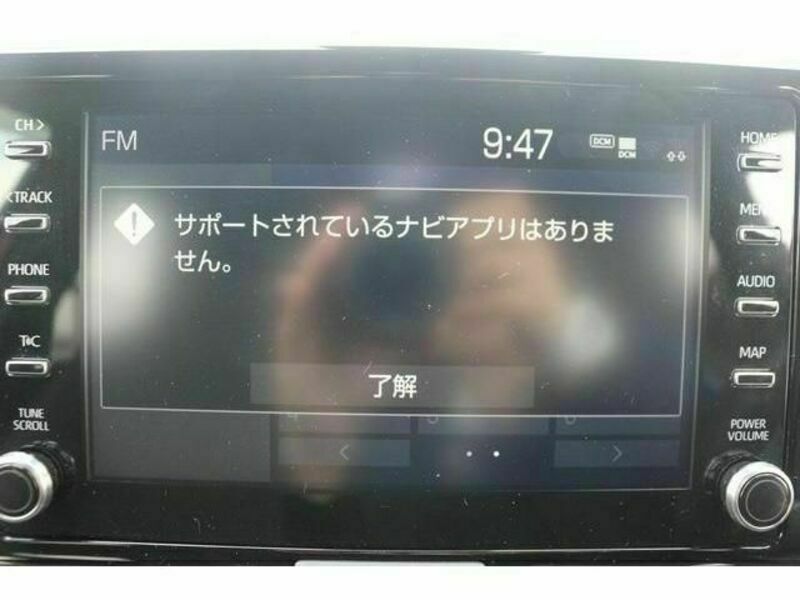 CH>
FM
9:47
DCM
DCM
HOME
<TRACK
サポートされているナビアプリはありま
せん。
PHONE
AUDIO
T&C
MAP
了解
TUNE
SCROLL
POWER
VOLUME